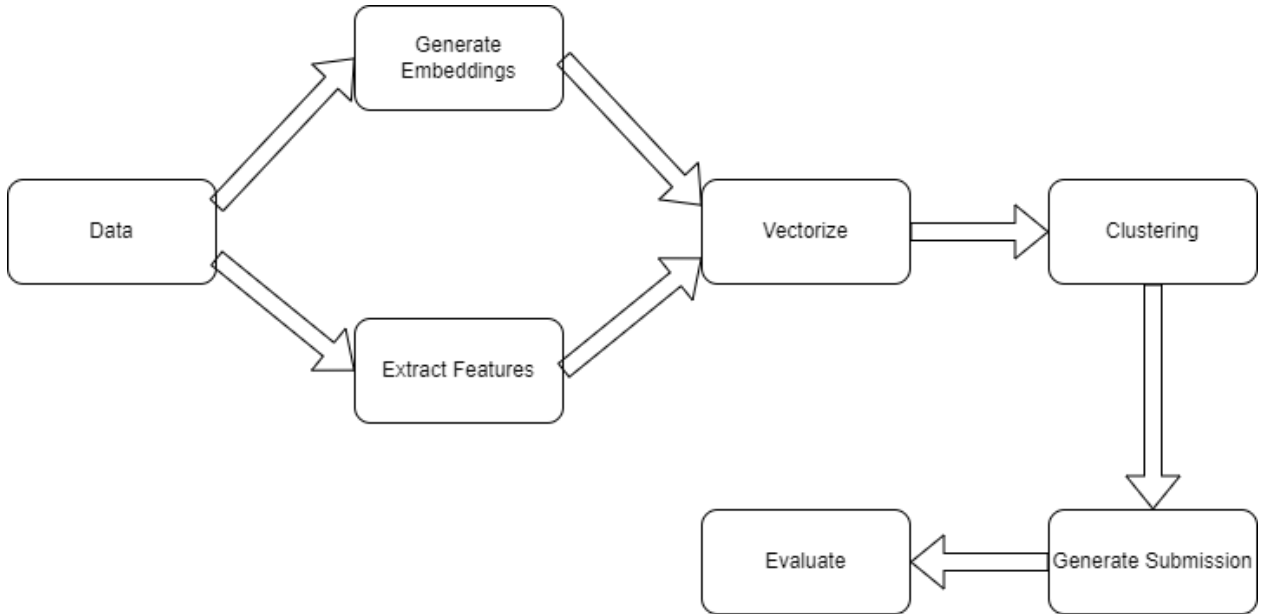 Generate
Embeddings
Data
Vectorize
Clustering
Extract Features
Evaluate
Generate Submission